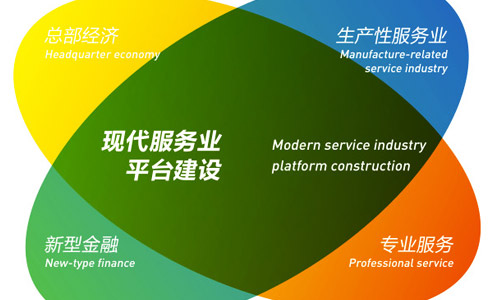 总部经济
Headquarter economy
生产性服务业
Manufacture-related
service industry
现代服务业
平台建设
Modern service industry
platform construction
新型金融
New-type finance
专业服务
Professional service